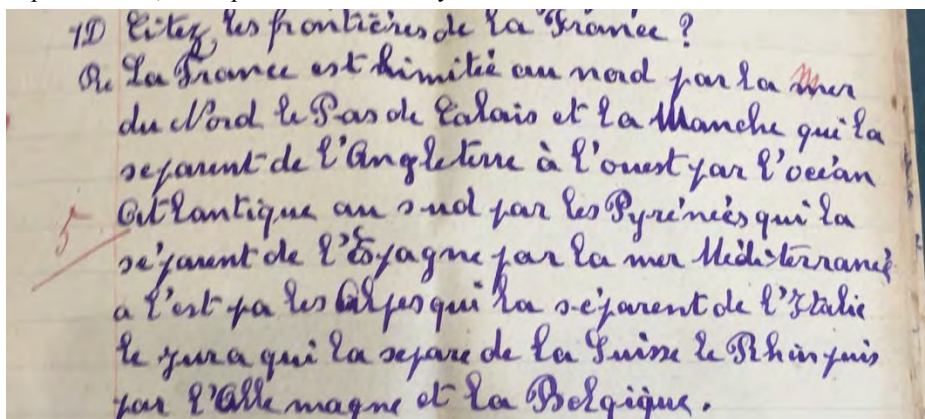 1D Citez les frontières de la France ?
R. La France est limitée au nord par la Mer
du Nord le Pas de Calais et la Manche qui la
séparent de l'Angleterre à l'ouest par l'océan
Atlantique au sud par les Pyrénées qui la
séparent de l'Espagne par la mer Méditerranée
a l'est pa les Alpes qui la séparent de l'Italie
le jura qui la separe de la Suisse le Rhin puis
par l'Allemagne et la Belgique.
5